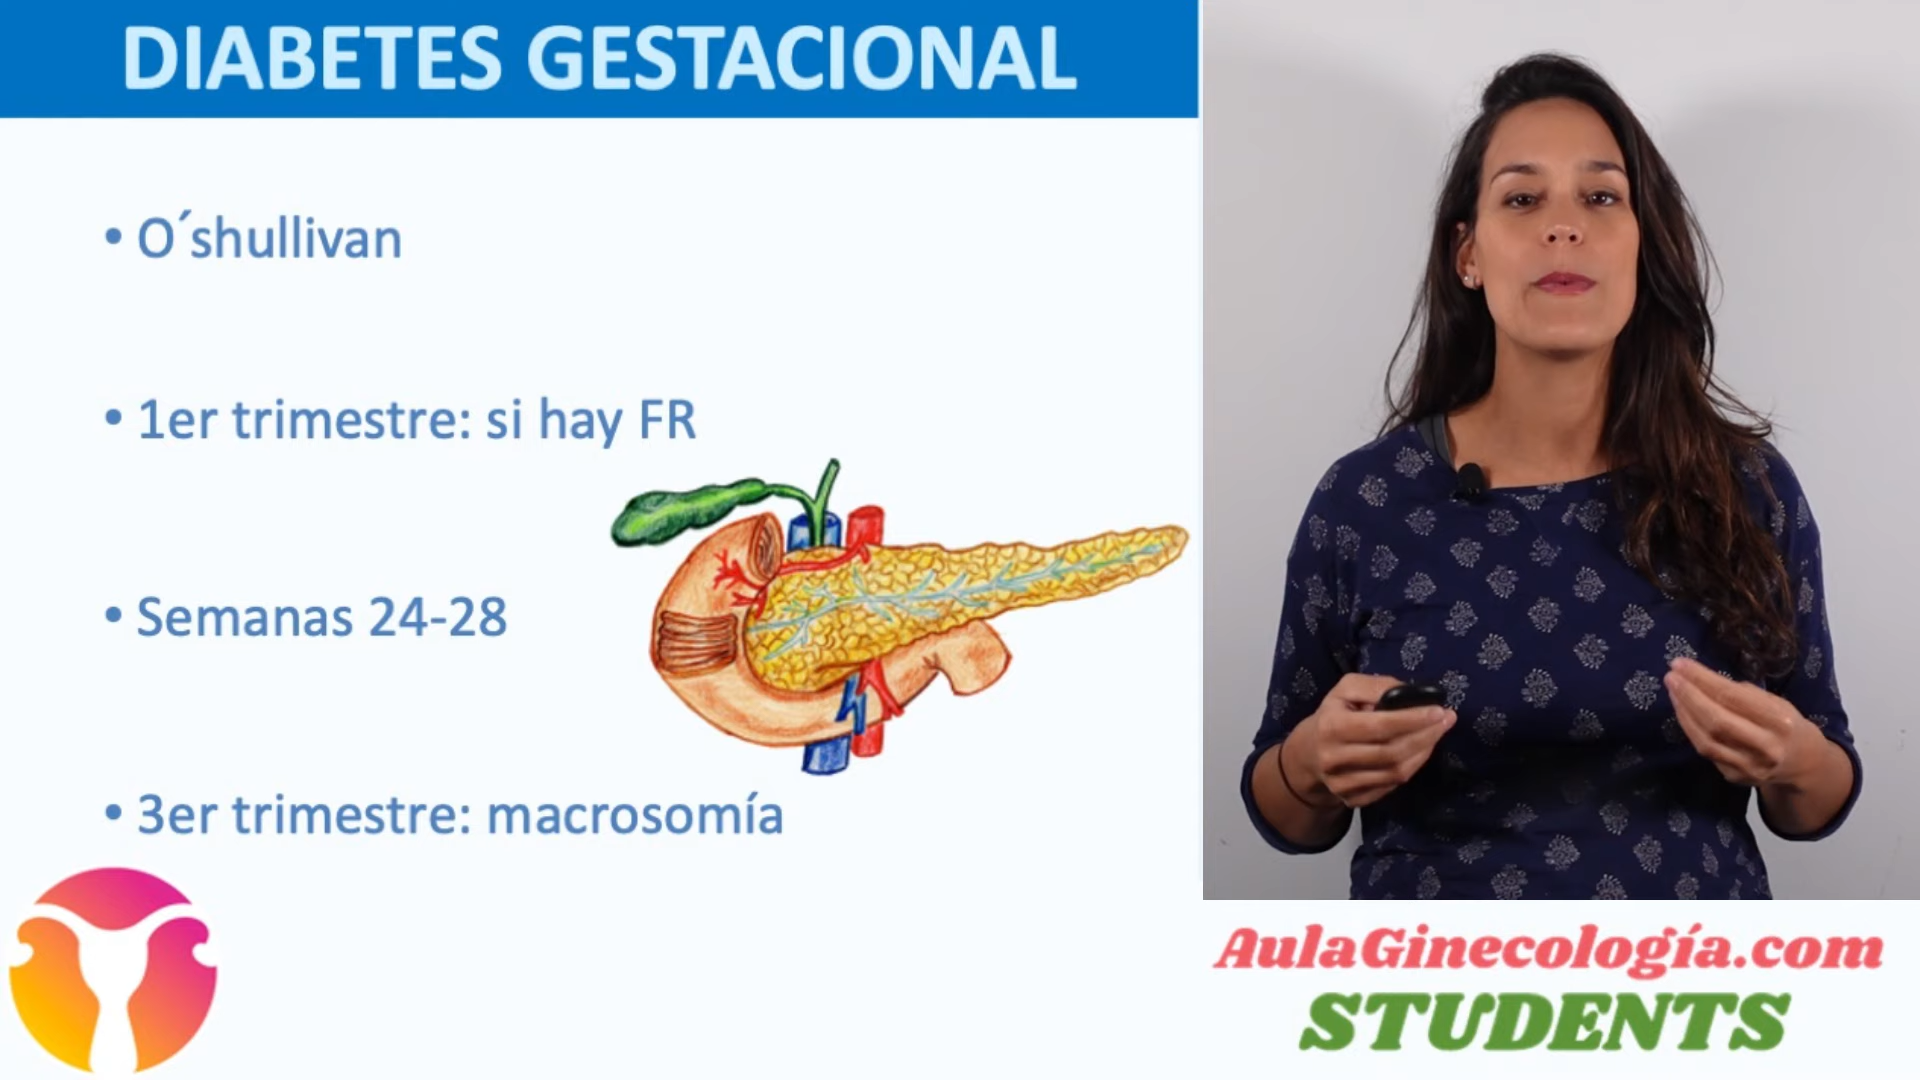 DIABETES GESTACIONAL
• O´shullivan
• 1er trimestre: si hay FR
• Semanas 24-28
• 3er trimestre: macrosomía
AulaGinecología.com
STUDENTS